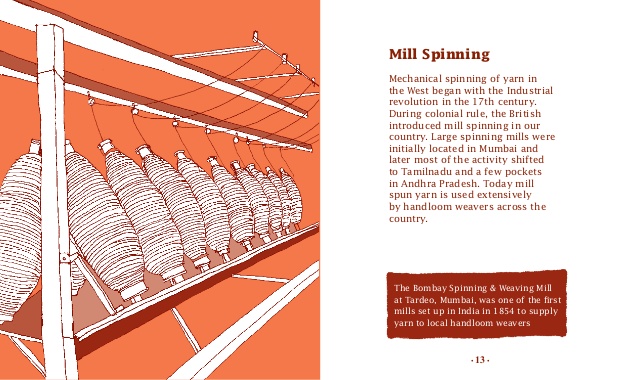 Mill Spinning
Mechanical spinning of yarn in
the West began with the Industrial
revolution in the 17th century.
During colonial rule, the British
introduced mill spinning in our
country. Large spinning mills were
initially located in Mumbai and
later most of the activity shifted
to Tamilnadu and a few pockets
in Andhra Pradesh. Today mill
spun yarn is used extensively
by handloom weavers across the
country.
The Bombay Spinning & Weaving Mill
at Tardeo, Mumbai, was one of the first
mills set up in India in 1854 to supply
yarn to local handloom weavers
· 13 ·